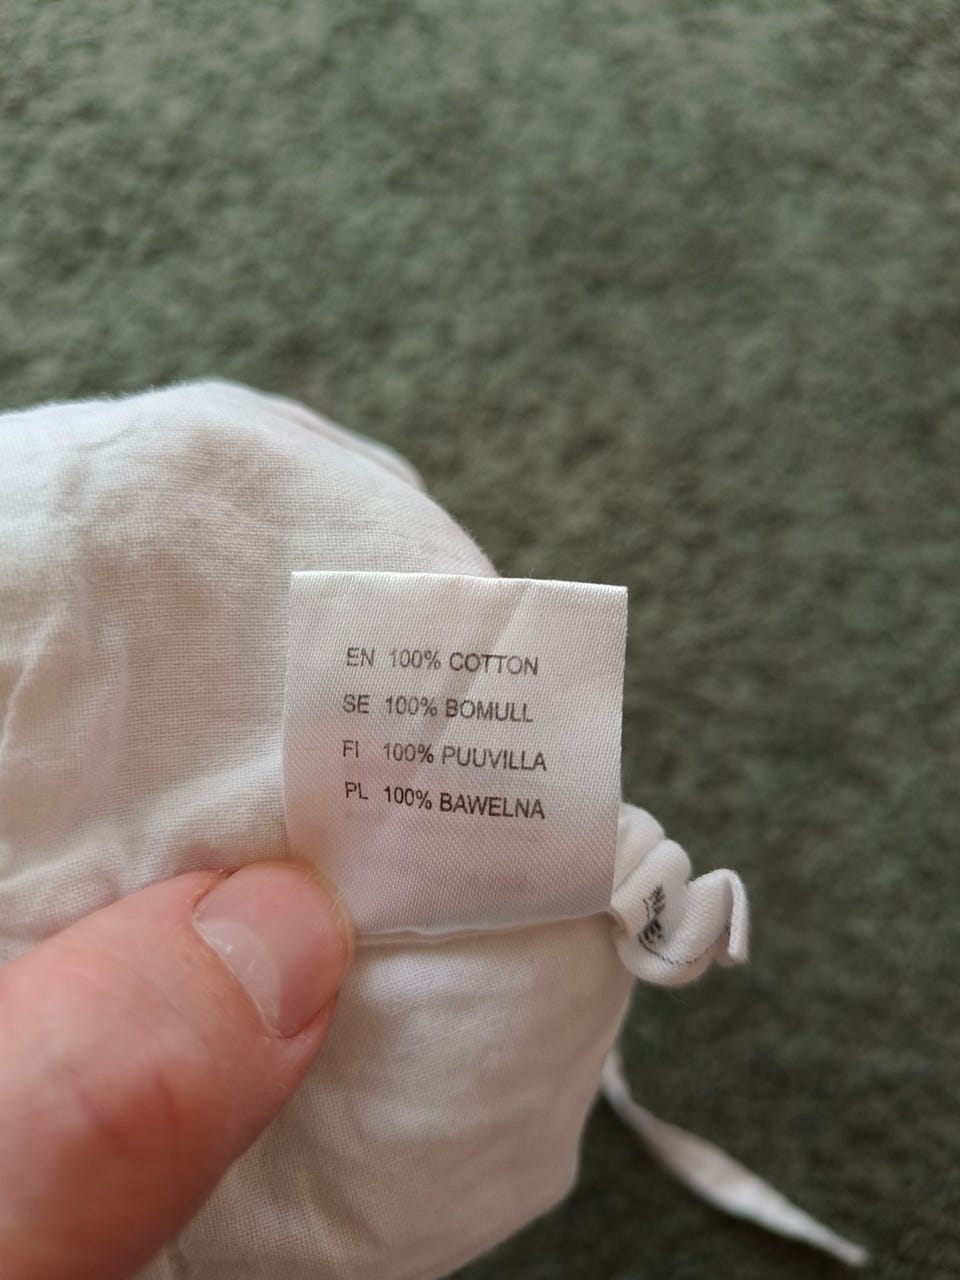 EN 100% COTTON
SE 100% BOMULL
FI 100% PUUVILLA
PL 100% BAWELNA